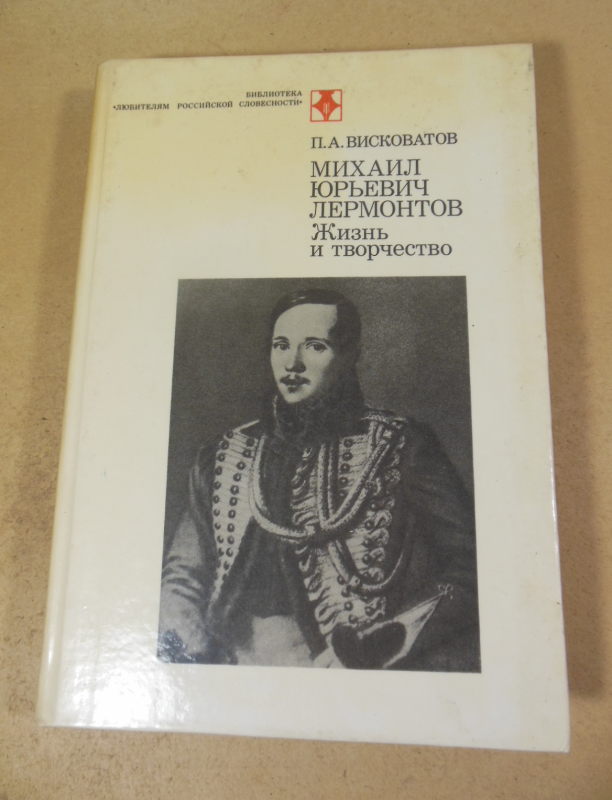 БИБЛИОТЕКА
«ЛЮБИТЕЛЯМ РОССИЙСКОЙ СЛОВЕСНОСТИ»
П.А.ВИСКОВАТОВ
МИХАИЛ
ЮРЬЕВИЧ
ЛЕРМОНТОВ
Жизнь
и творчество